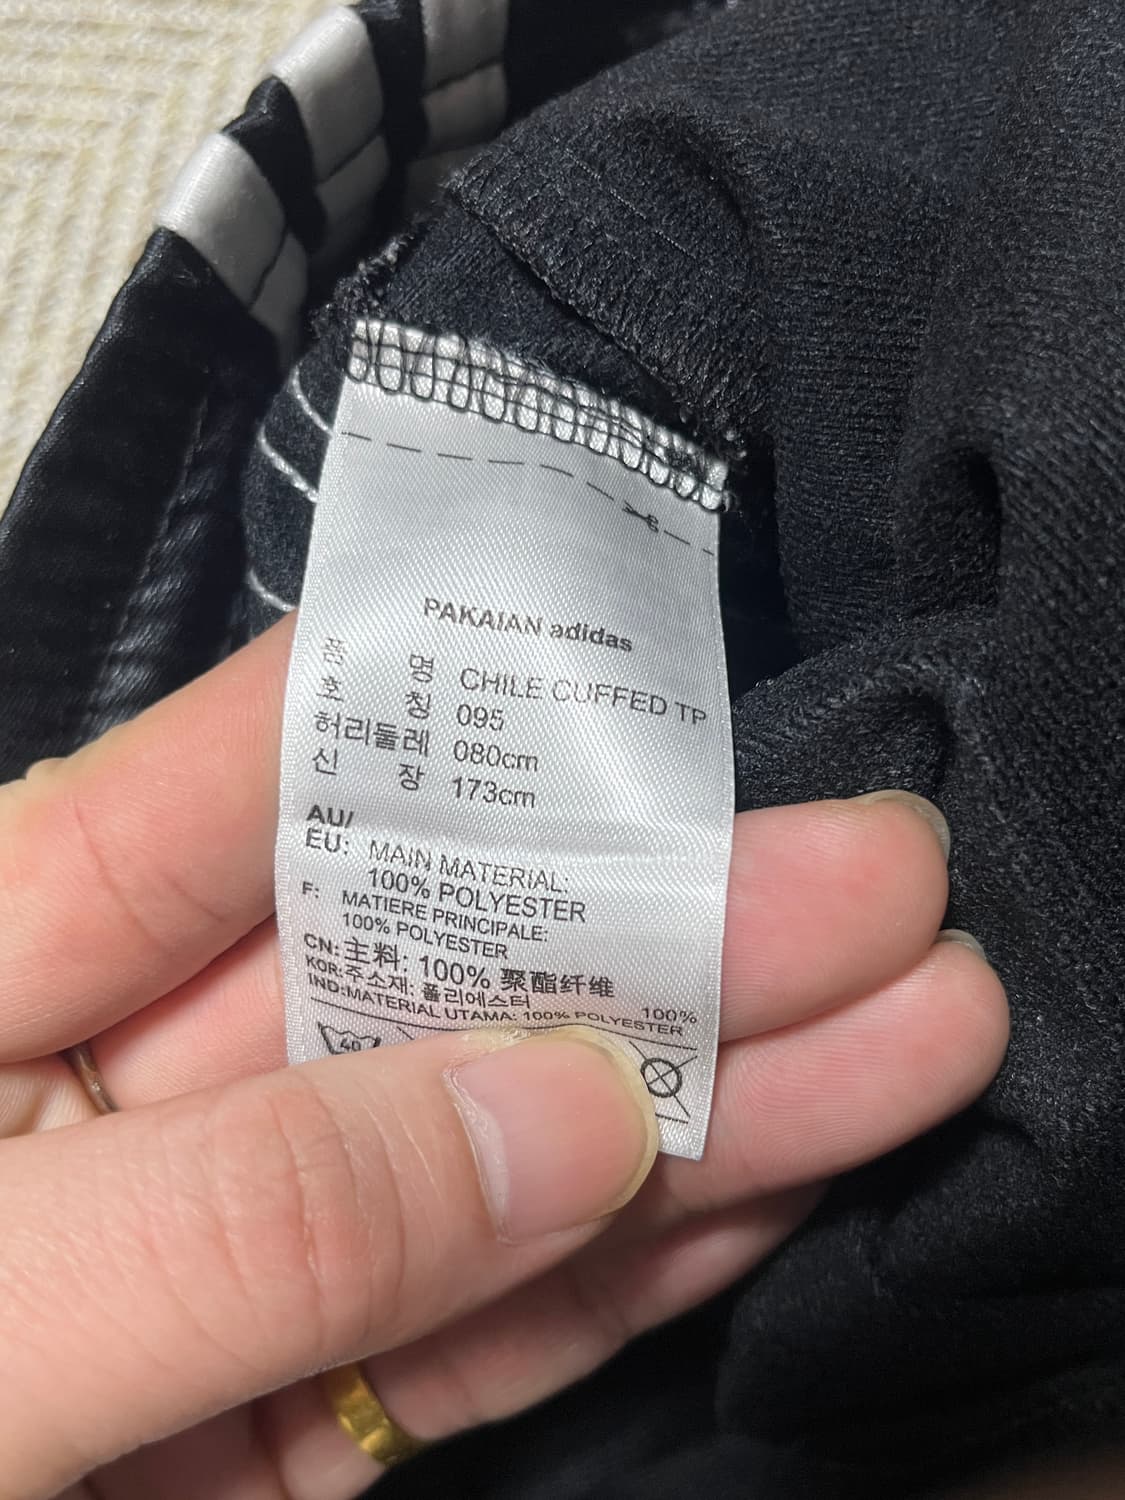 PAKAIAN adidas
품 명 CHILE CUFFED TP
호 칭 095
허리둘레 080cm
신 장 173cm
AU/
EU: MAIN MATERIAL:
100% POLYESTER
F: MATIERE PRINCIPALE:
100% POLYESTER
CN: 主料: 100% 聚酯纤维
KOR:주소재: 폴리에스터 100%
IND:MATERIAL UTAMA: 100% POLYESTER
40